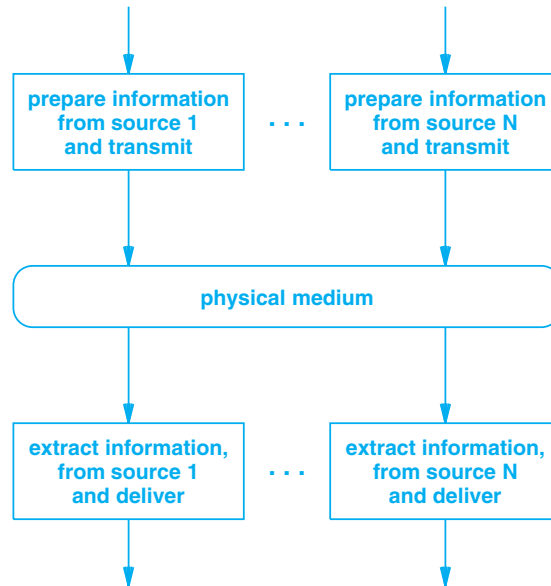 prepare information
from source 1
and transmit
. . .
prepare information
from source N
and transmit
physical medium
extract information,
from source 1
and deliver
. . .
extract information,
from source N
and deliver